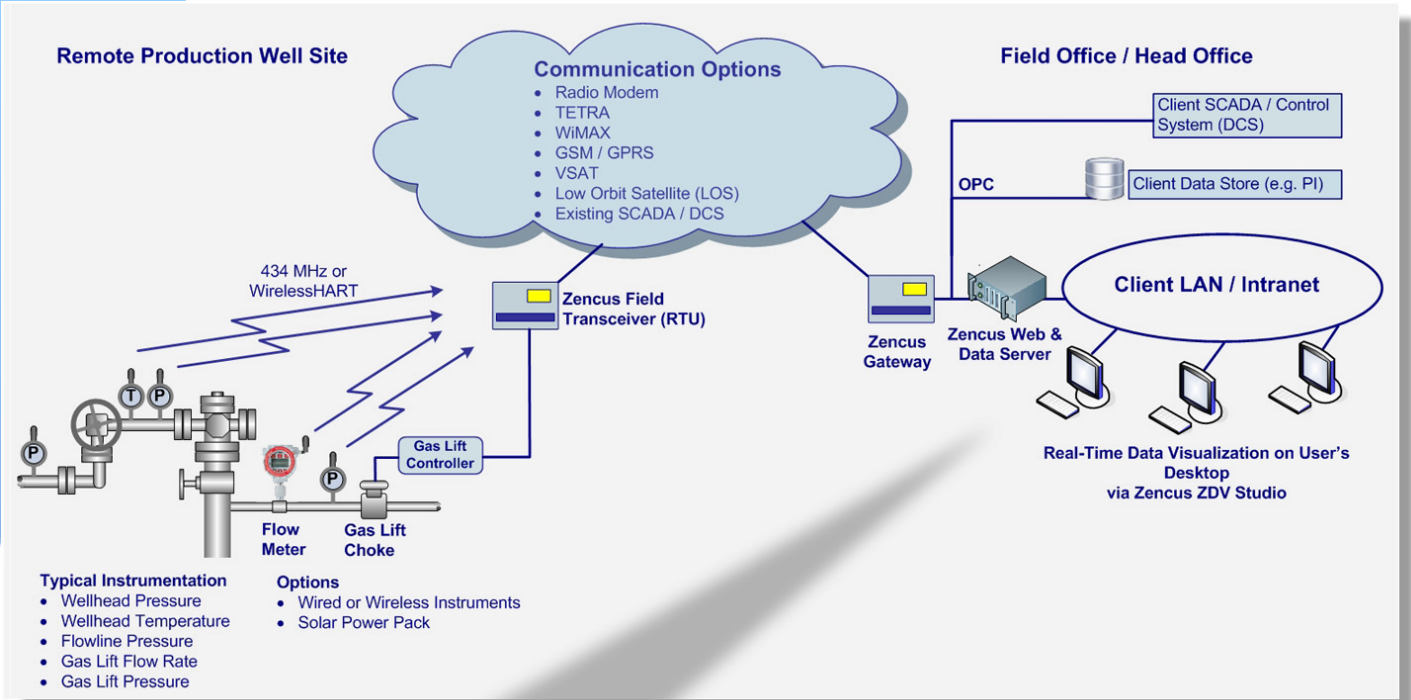 Remote Production Well Site
Communication Options
• Radio Modem
• TETRA
• WiMAX
• GSM / GPRS
• VSAT
• Low Orbit Satellite (LOS)
• Existing SCADA / DCS
Field Office / Head Office
Client SCADA / Control
System (DCS)
OPC
Client Data Store (e.g. PI)
434 MHz or
WirelessHART
Zencus Field
Transceiver (RTU)
Zencus
Gateway
Zencus Web &
Data Server
Client LAN / Intranet
T
P
P
P
Gas Lift
Controller
Flow
Meter
Gas Lift
Choke
Real-Time Data Visualization on User's
Desktop
via Zencus ZDV Studio
Typical Instrumentation
• Wellhead Pressure
• Wellhead Temperature
• Flowline Pressure
• Gas Lift Flow Rate
• Gas Lift Pressure
Options
• Wired or Wireless Instruments
• Solar Power Pack